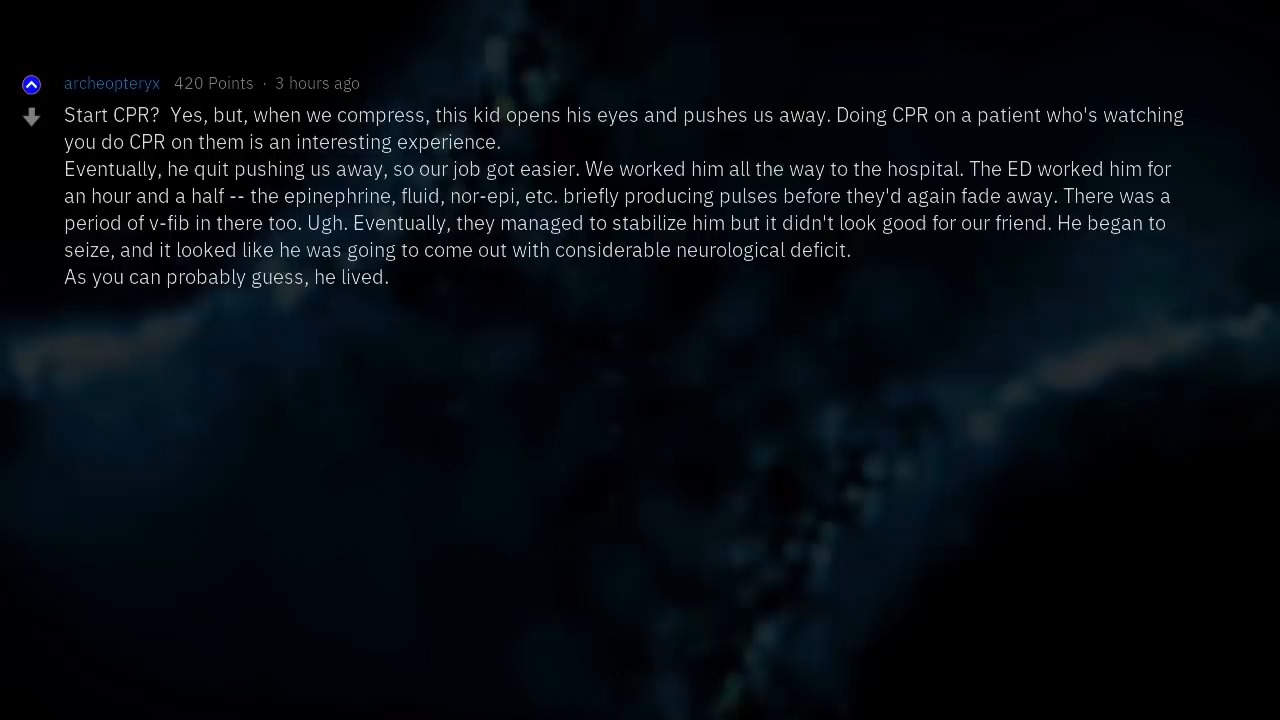 archeopteryx 420 Points · 3 hours ago
Start CPR?  Yes, but, when we compress, this kid opens his eyes and pushes us away. Doing CPR on a patient who's watching
you do CPR on them is an interesting experience.
Eventually, he quit pushing us away, so our job got easier. We worked him all the way to the hospital. The ED worked him for
an hour and a half -- the epinephrine, fluid, nor-epi, etc. briefly producing pulses before they'd again fade away. There was a
period of v-fib in there too. Ugh. Eventually, they managed to stabilize him but it didn't look good for our friend. He began to
seize, and it looked like he was going to come out with considerable neurological deficit.
As you can probably guess, he lived.